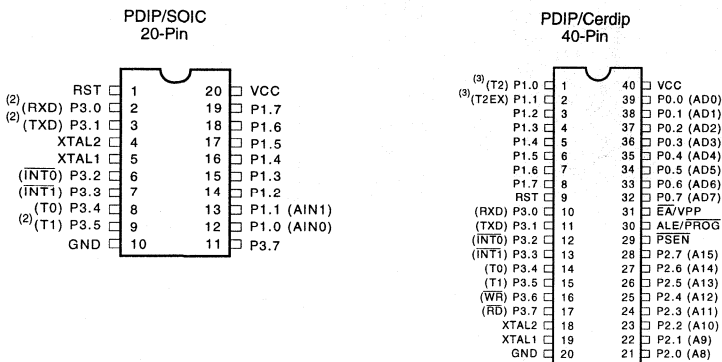 PDIP/SOIC
20-Pin
RST 1 20 VCC
(2) (RXD) P3.0 2 19 P1.7
(2) (TXD) P3.1 3 18 P1.6
XTAL2 4 17 P1.5
XTAL1 5 16 P1.4
(INT0) P3.2 6 15 P1.3
(INT1) P3.3 7 14 P1.2
(T0) P3.4 8 13 P1.1 (AIN1)
(2) (T1) P3.5 9 12 P1.0 (AIN0)
GND 10 11 P3.7
PDIP/Cerdip
40-Pin
(3) (T2) P1.0 1 40 VCC
(3) (T2EX) P1.1 2 39 P0.0 (AD0)
P1.2 3 38 P0.1 (AD1)
P1.3 4 37 P0.2 (AD2)
P1.4 5 36 P0.3 (AD3)
P1.5 6 35 P0.4 (AD4)
P1.6 7 34 P0.5 (AD5)
P1.7 8 33 P0.6 (AD6)
RST 9 32 P0.7 (AD7)
(RXD) P3.0 10 31 EA/VPP
(TXD) P3.1 11 30 ALE/PROG
(INT0) P3.2 12 29 PSEN
(INT1) P3.3 13 28 P2.7 (A15)
(T0) P3.4 14 27 P2.6 (A14)
(T1) P3.5 15 26 P2.5 (A13)
(WR) P3.6 16 25 P2.4 (A12)
(RD) P3.7 17 24 P2.3 (A11)
XTAL2 18 23 P2.2 (A10)
XTAL1 19 22 P2.1 (A9)
GND 20 21 P2.0 (A8)